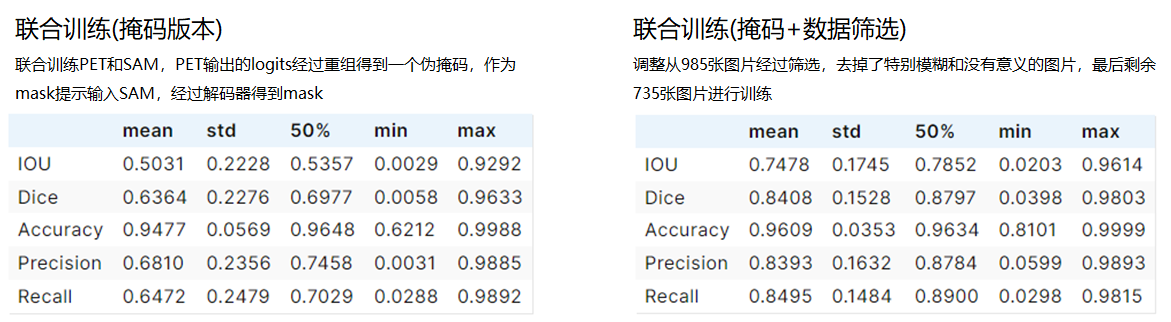 联合训练(掩码版本)
联合训练PET和SAM，PET输出的logits经过重组得到一个伪掩码，作为
mask提示输入SAM，经过解码器得到mask
mean std 50% min max
IOU 0.5031 0.2228 0.5357 0.0029 0.9292
Dice 0.6364 0.2276 0.6977 0.0058 0.9633
Accuracy 0.9477 0.0569 0.9648 0.6212 0.9988
Precision 0.6810 0.2356 0.7458 0.0031 0.9885
Recall 0.6472 0.2479 0.7029 0.0288 0.9892
联合训练(掩码+数据筛选)
调整从985张图片经过筛选，去掉了特别模糊和没有意义的图片，最后剩余
735张图片进行训练
mean std 50% min max
IOU 0.7478 0.1745 0.7852 0.0203 0.9614
Dice 0.8408 0.1528 0.8797 0.0398 0.9803
Accuracy 0.9609 0.0353 0.9634 0.8101 0.9999
Precision 0.8393 0.1632 0.8784 0.0599 0.9893
Recall 0.8495 0.1484 0.8900 0.0298 0.9815